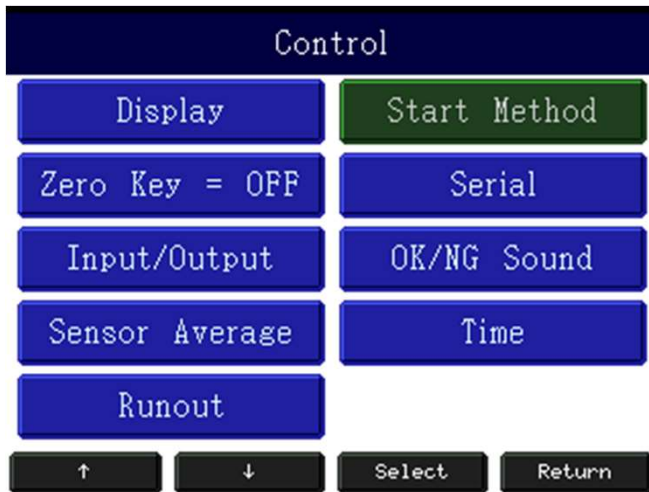 Control
Display
Start Method
Zero Key = OFF
Serial
Input/Output
OK/NG Sound
Sensor Average
Time
Runout
↑
↓
Select
Return